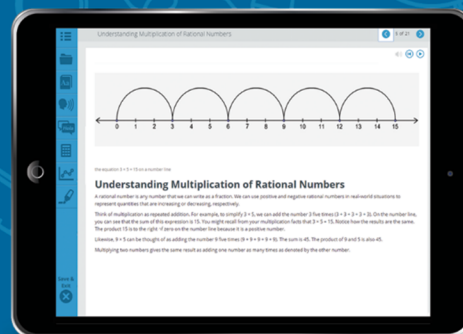 Understanding Multiplication of Rational Numbers
5 of 21
0 1 2 3 4 5 6 7 8 9 10 11 12 13 14 15
the equation 3 × 5 = 15 on a number line
Understanding Multiplication of Rational Numbers
A rational number is any number that we can write as a fraction. We can use positive and negative rational numbers in real-world situations to
represent quantities that are increasing or decreasing, respectively.
Think of multiplication as repeated addition. For example, to simplify 3 × 5, we can add the number 3 five times (3 + 3 + 3 + 3 + 3). On the number line,
you can see that the sum of this expression is 15. You might recall from your multiplication facts that 3 × 5 = 15. Notice how the results are the same.
The product 15 is to the right of zero on the number line because it is a positive number.
Likewise, 9 × 5 can be thought of as adding the number 9 five times (9 + 9 + 9 + 9 + 9). The sum is 45. The product of 9 and 5 is also 45.
Multiplying two numbers gives the same result as adding one number as many times as denoted by the other number.
Save &
Exit